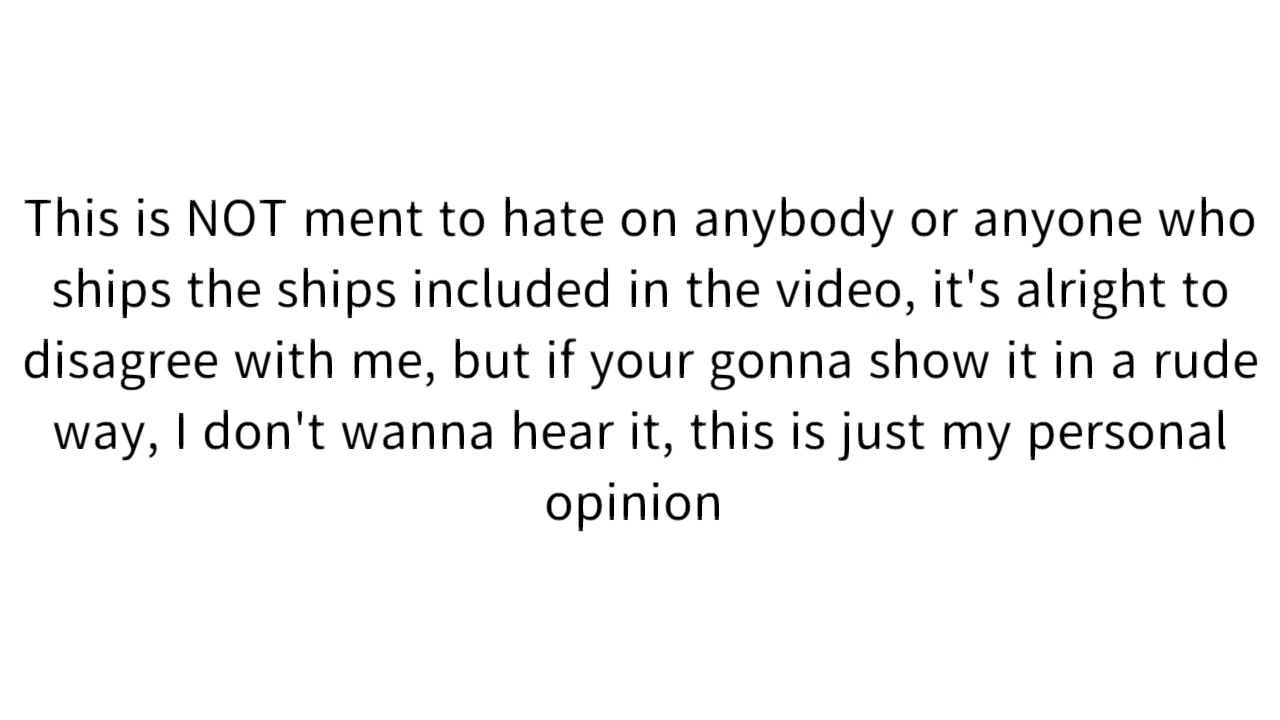 This is NOT ment to hate on anybody or anyone who
ships the ships included in the video, it's alright to
disagree with me, but if your gonna show it in a rude
way, I don't wanna hear it, this is just my personal
opinion